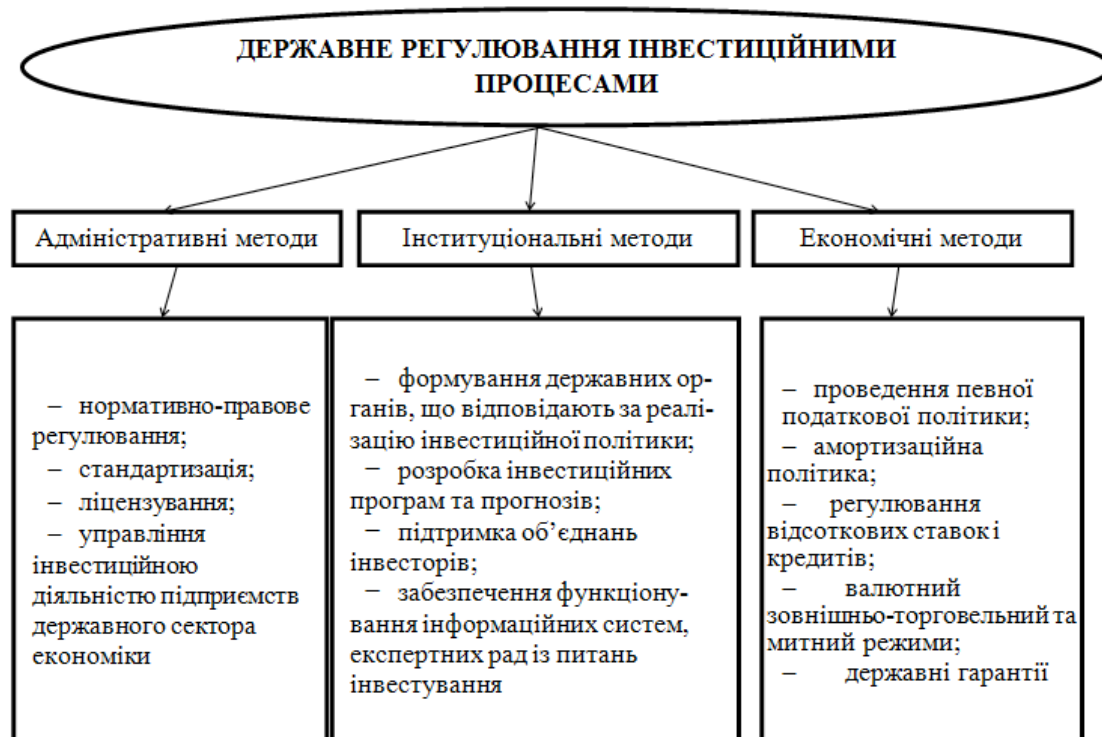 ДЕРЖАВНЕ РЕГУЛЮВАННЯ ІНВЕСТИЦІЙНИМИ
ПРОЦЕСАМИ
Адміністративні методи
Інституціональні методи
Економічні методи
– нормативно-правове
регулювання;
– стандартизація;
– ліцензування;
– управління
інвестиційною
діяльністю підприємств
державного сектора
економіки
– формування державних ор-
ганів, що відповідають за реалі-
зацію інвестиційної політики;
– розробка інвестиційних
програм та прогнозів;
– підтримка об’єднань
інвесторів;
– забезпечення функціону-
вання інформаційних систем,
експертних рад із питань
інвестування
– проведення певної
податкової політики;
– амортизаційна
політика;
– регулювання
відсоткових ставок і
кредитів;
– валютний
зовнішньо-торговельний та
митний режими;
– державні гарантії